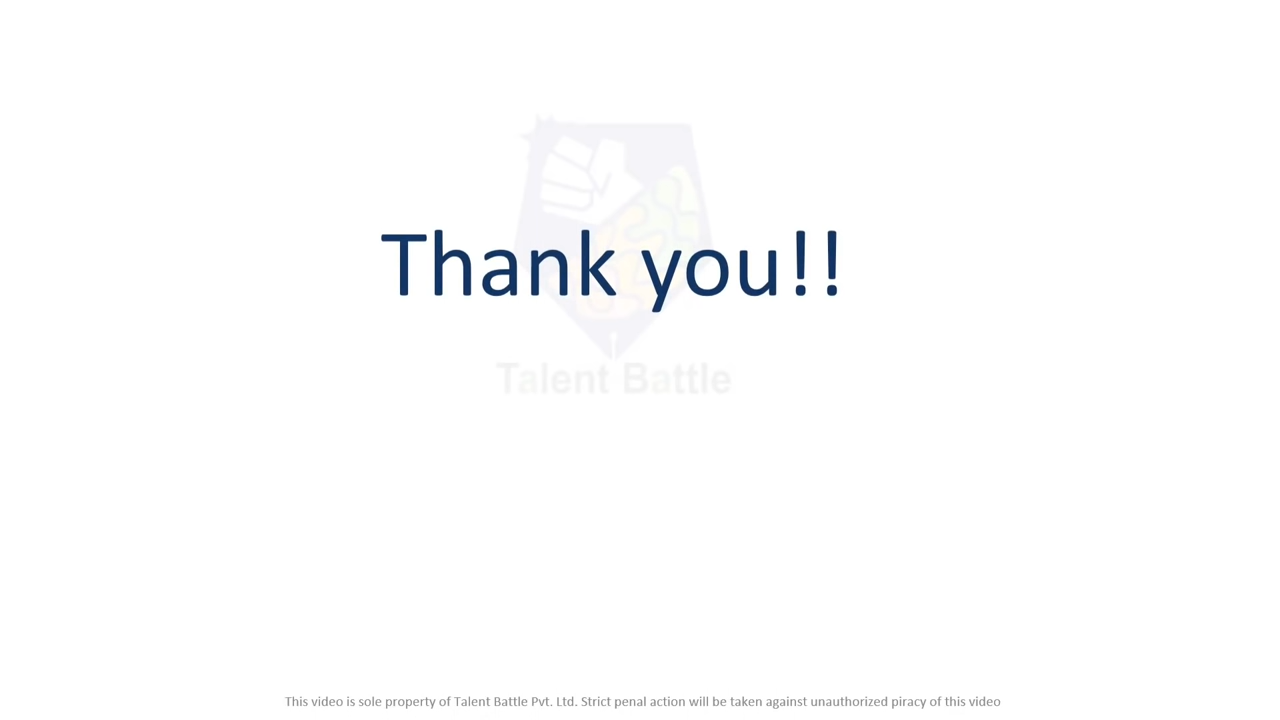 Thank you!!
Talent Battle
This video is sole property of Talent Battle Pvt. Ltd. Strict penal action will be taken against unauthorized piracy of this video